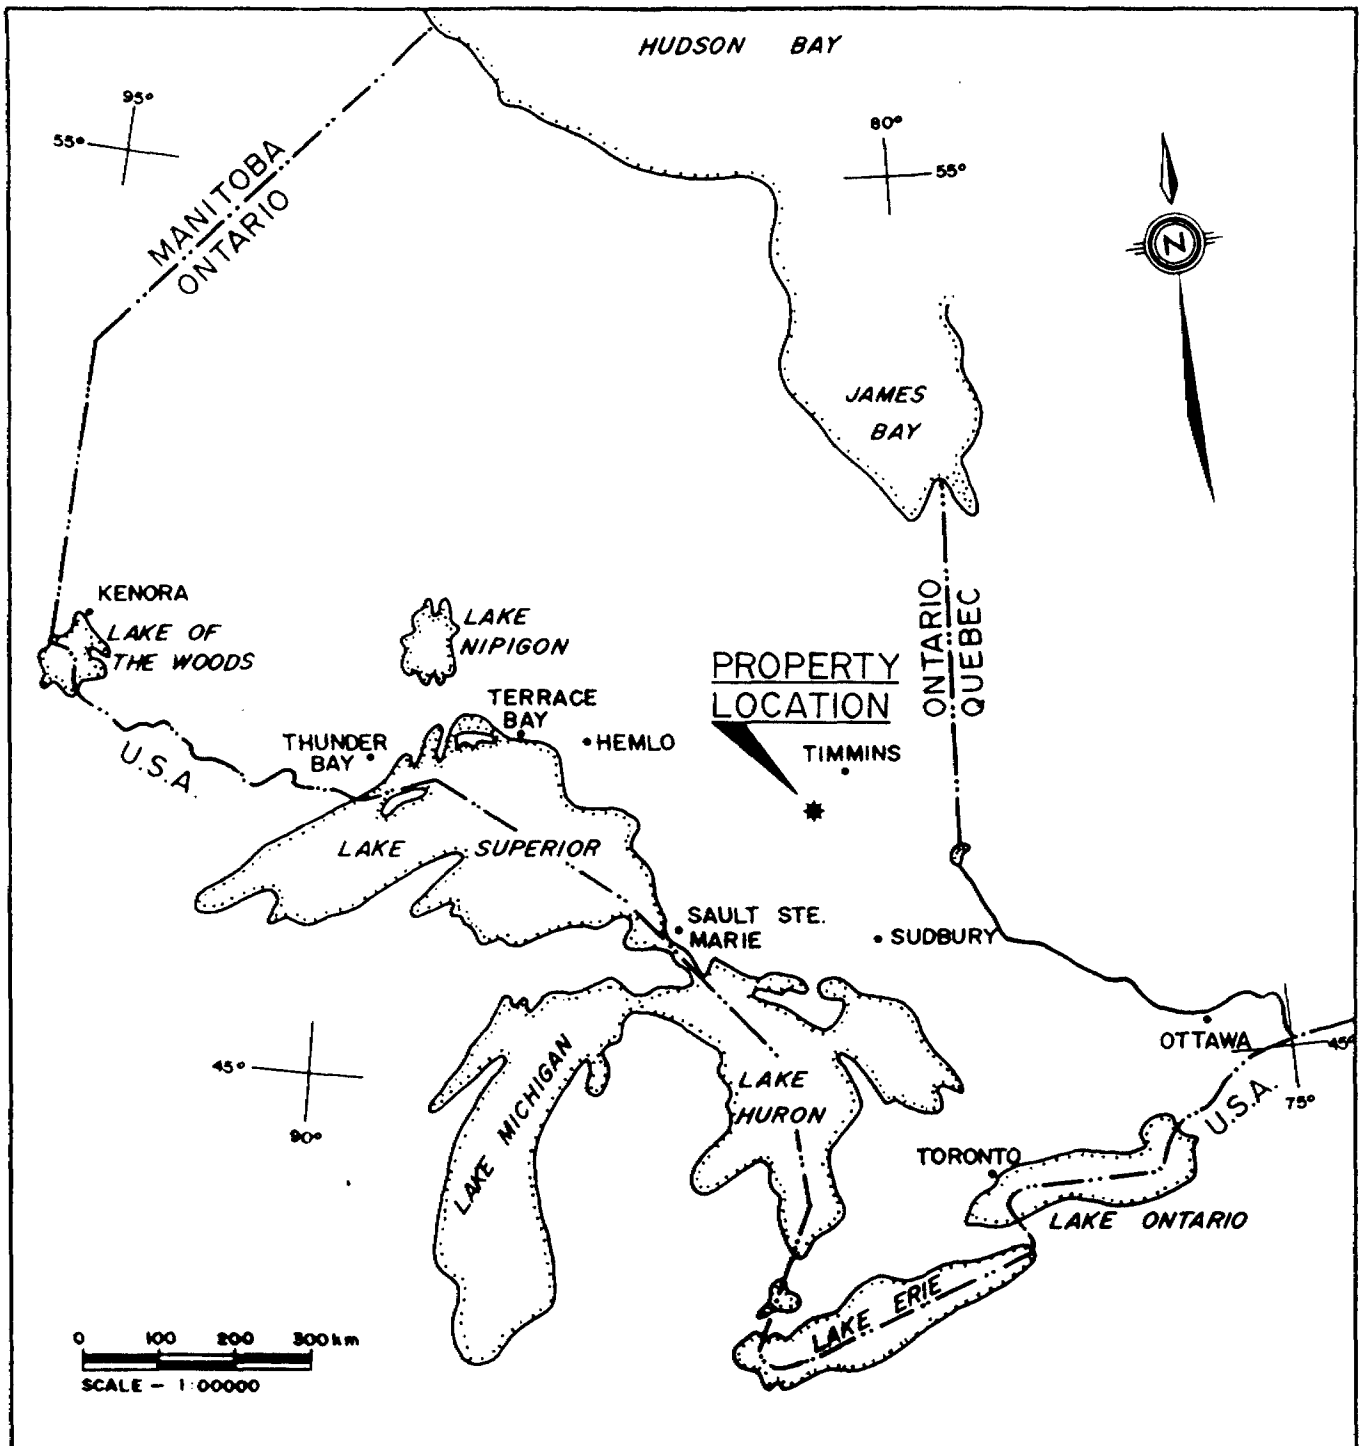 HUDSON BAY
95°
55°
80°
55°
MANITOBA
ONTARIO
N
JAMES
BAY
KENORA
LAKE OF
THE WOODS
LAKE
NIPIGON
ONTARIO
QUEBEC
PROPERTY
LOCATION
TERRACE
BAY
THUNDER
BAY
HEMLO
TIMMINS
U.S.A.
LAKE SUPERIOR
SAULT STE.
MARIE
SUDBURY
OTTAWA
45°
75°
U.S.A.
45°
90°
LAKE MICHIGAN
LAKE
HURON
TORONTO
LAKE ONTARIO
LAKE ERIE
0 100 200 300km
SCALE - 1:00000